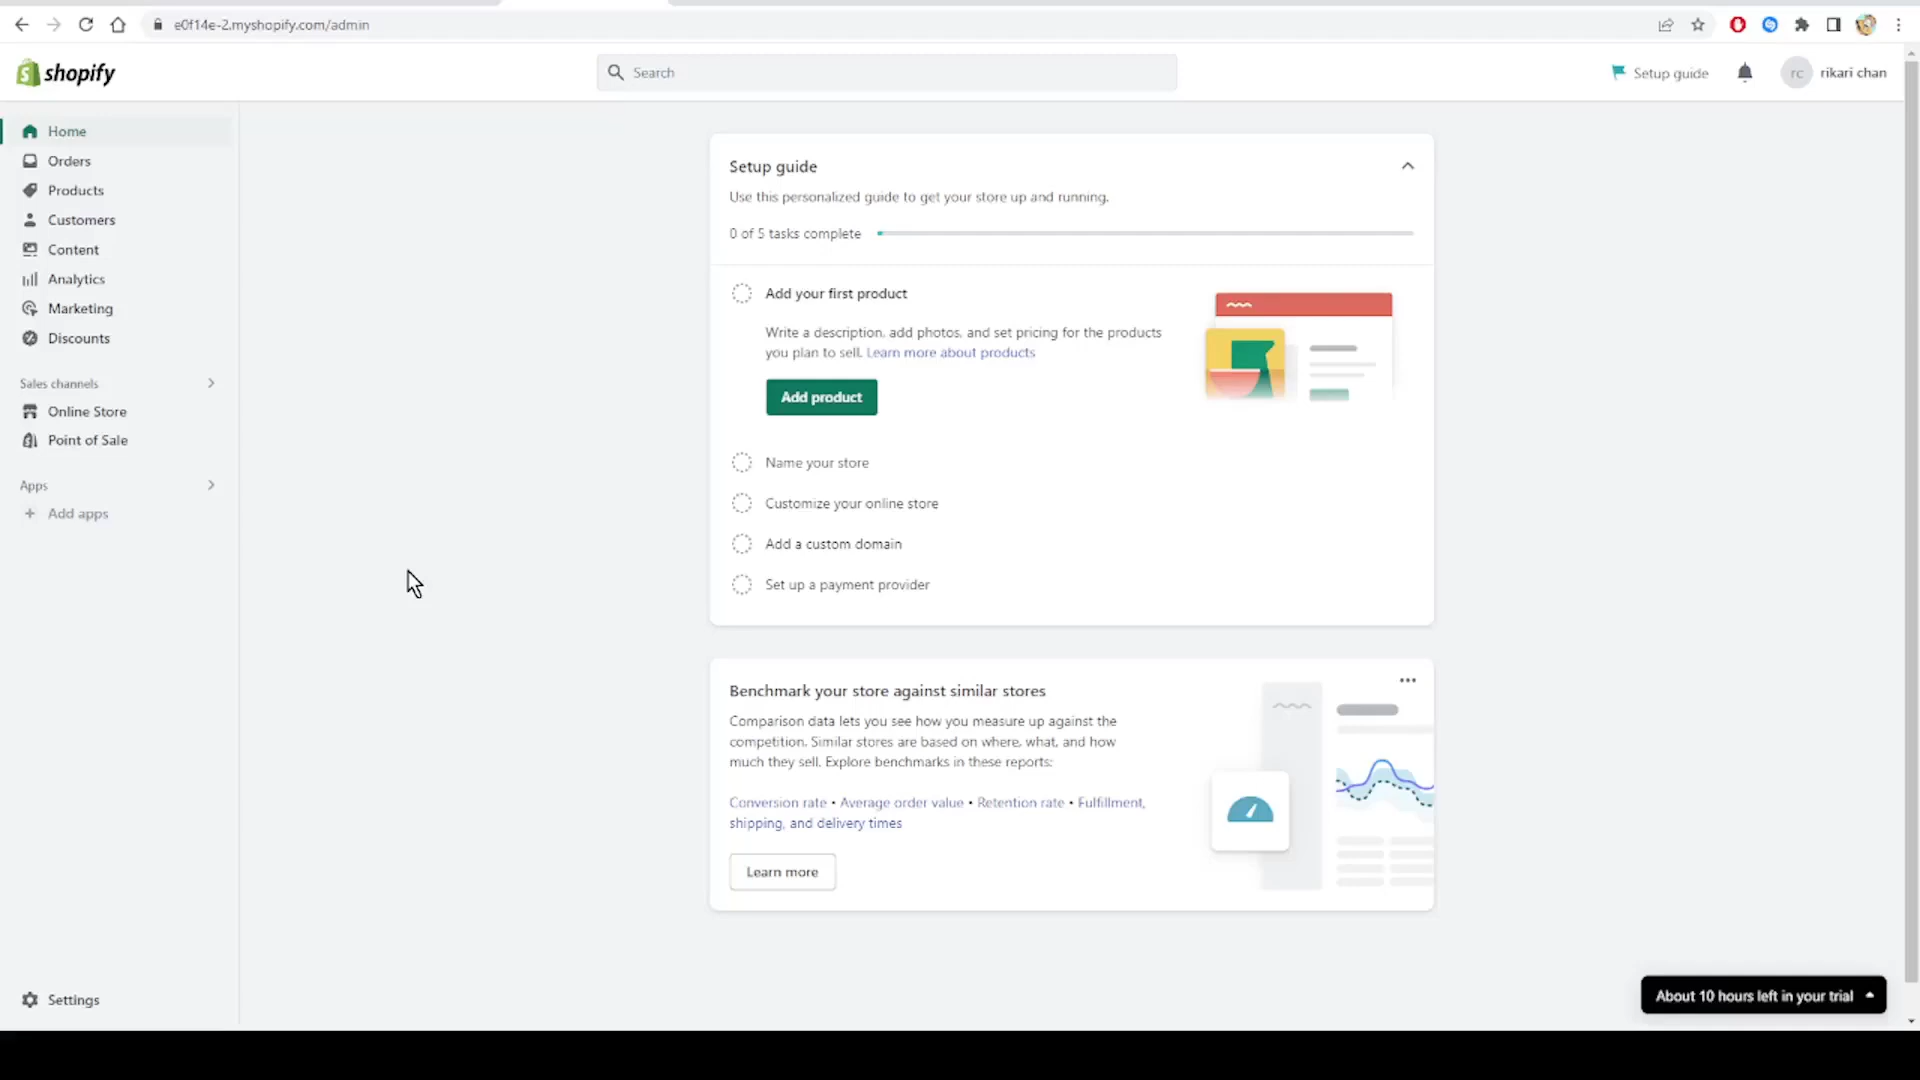 e0f14e-2.myshopify.com/admin
shopify
Search
Setup guide
rc
rikari chan
Home
Orders
Products
Customers
Content
Analytics
Marketing
Discounts
Sales channels
Online Store
Point of Sale
Apps
Add apps
Settings
Setup guide
Use this personalized guide to get your store up and running.
0 of 5 tasks complete
Add your first product
Write a description, add photos, and set pricing for the products
you plan to sell. Learn more about products
Add product
Name your store
Customize your online store
Add a custom domain
Set up a payment provider
Benchmark your store against similar stores
Comparison data lets you see how you measure up against the
competition. Similar stores are based on where, what, and how
much they sell. Explore benchmarks in these reports:
Conversion rate • Average order value • Retention rate • Fulfillment,
shipping, and delivery times
Learn more
About 10 hours left in your trial